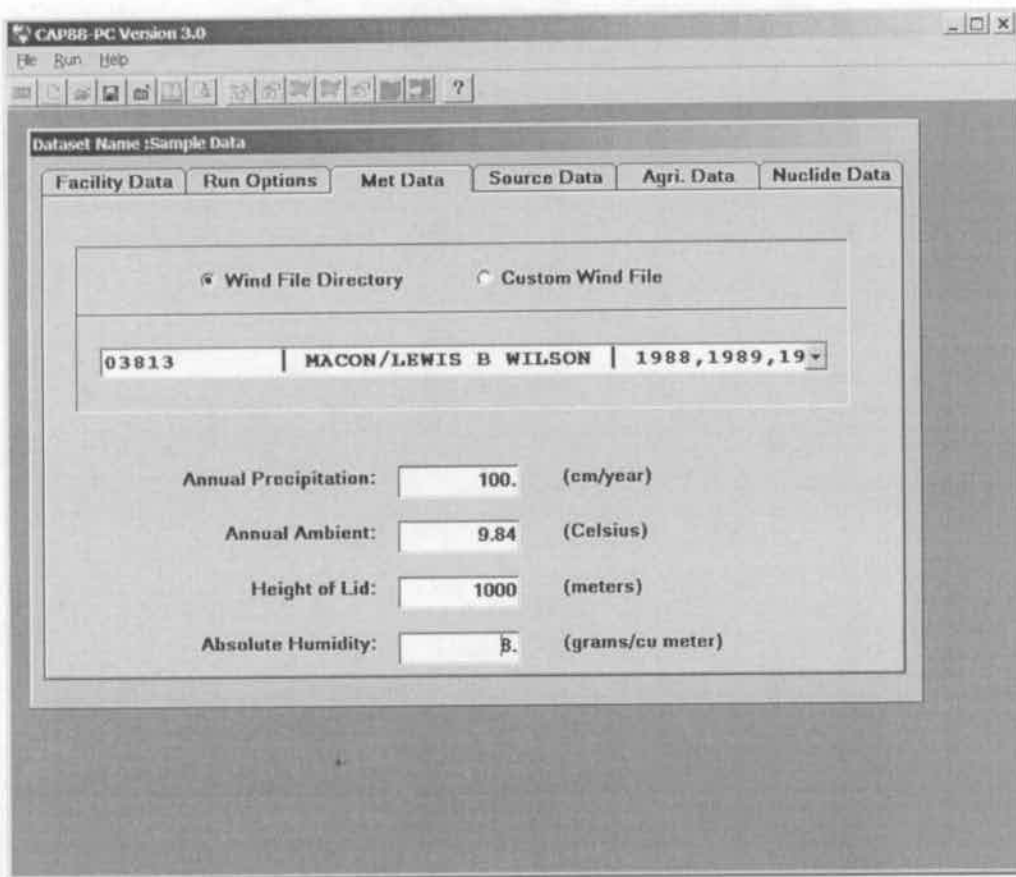 CAP88-PC Version 3.0
File Run Help
?
Dataset Name :Sample Data
Facility Data Run Options Met Data Source Data Agri. Data Nuclide Data
Wind File Directory Custom Wind File
03813 | MACON/LEWIS B WILSON | 1988,1989,19
Annual Precipitation: 100. (cm/year)
Annual Ambient: 9.84 (Celsius)
Height of Lid: 1000 (meters)
Absolute Humidity: 8. (grams/cu meter)